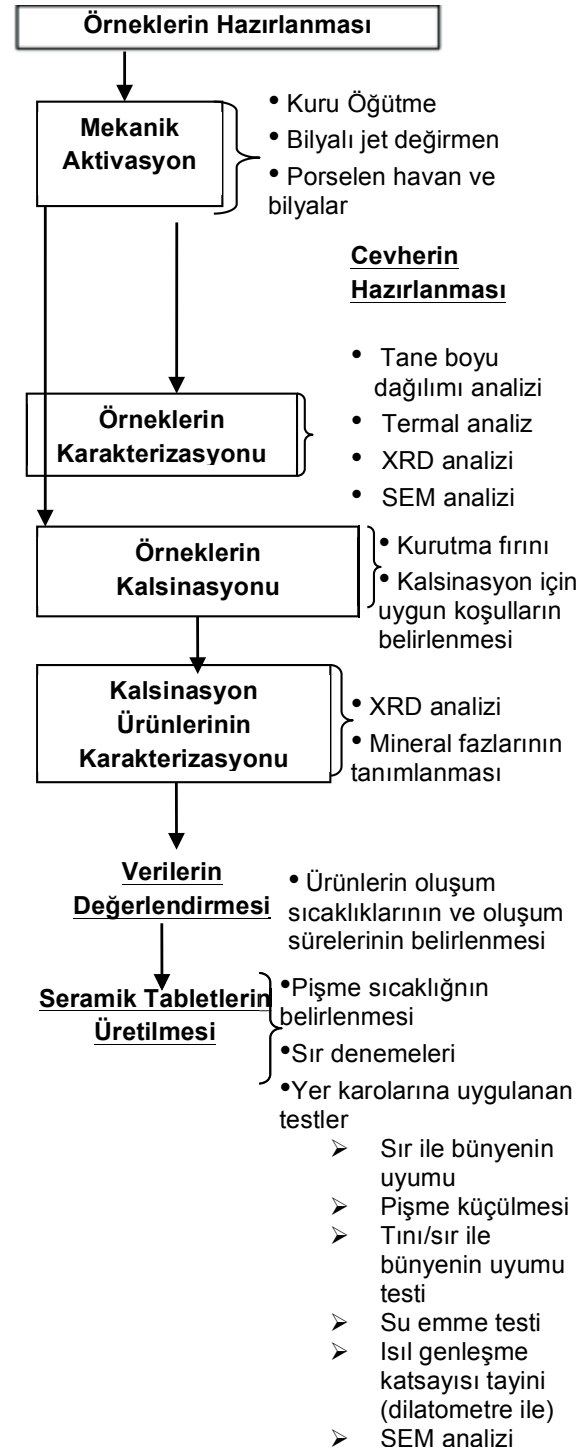 Örneklerin Hazırlanması
Mekanik
Aktivasyon
• Kuru Öğütme
• Bilyalı jet değirmen
• Porselen havan ve
bilyalar
Cevherin
Hazırlanması
• Tane boyu
dağılımı analizi
• Termal analiz
• XRD analizi
• SEM analizi
Örneklerin
Karakterizasyonu
Örneklerin
Kalsinasyonu
• Kurutma fırını
• Kalsinasyon için
uygun koşulların
belirlenmesi
Kalsinasyon
Ürünlerinin
Karakterizasyonu
• XRD analizi
• Mineral fazlarının
tanımlanması
Verilerin
Değerlendirmesi
• Ürünlerin oluşum
sıcaklıklarının ve oluşum
sürelerinin belirlenmesi
Seramik Tabletlerin
Üretilmesi
•Pişme sıcaklığnın
belirlenmesi
•Sır denemeleri
•Yer karolarına uygulanan
testler
➢ Sır ile bünyenin
uyumu
➢ Pişme küçülmesi
➢ Tını/sır ile
bünyenin uyumu
testi
➢ Su emme testi
➢ Isıl genleşme
katsayısı tayini
(dilatometre ile)
➢ SEM analizi